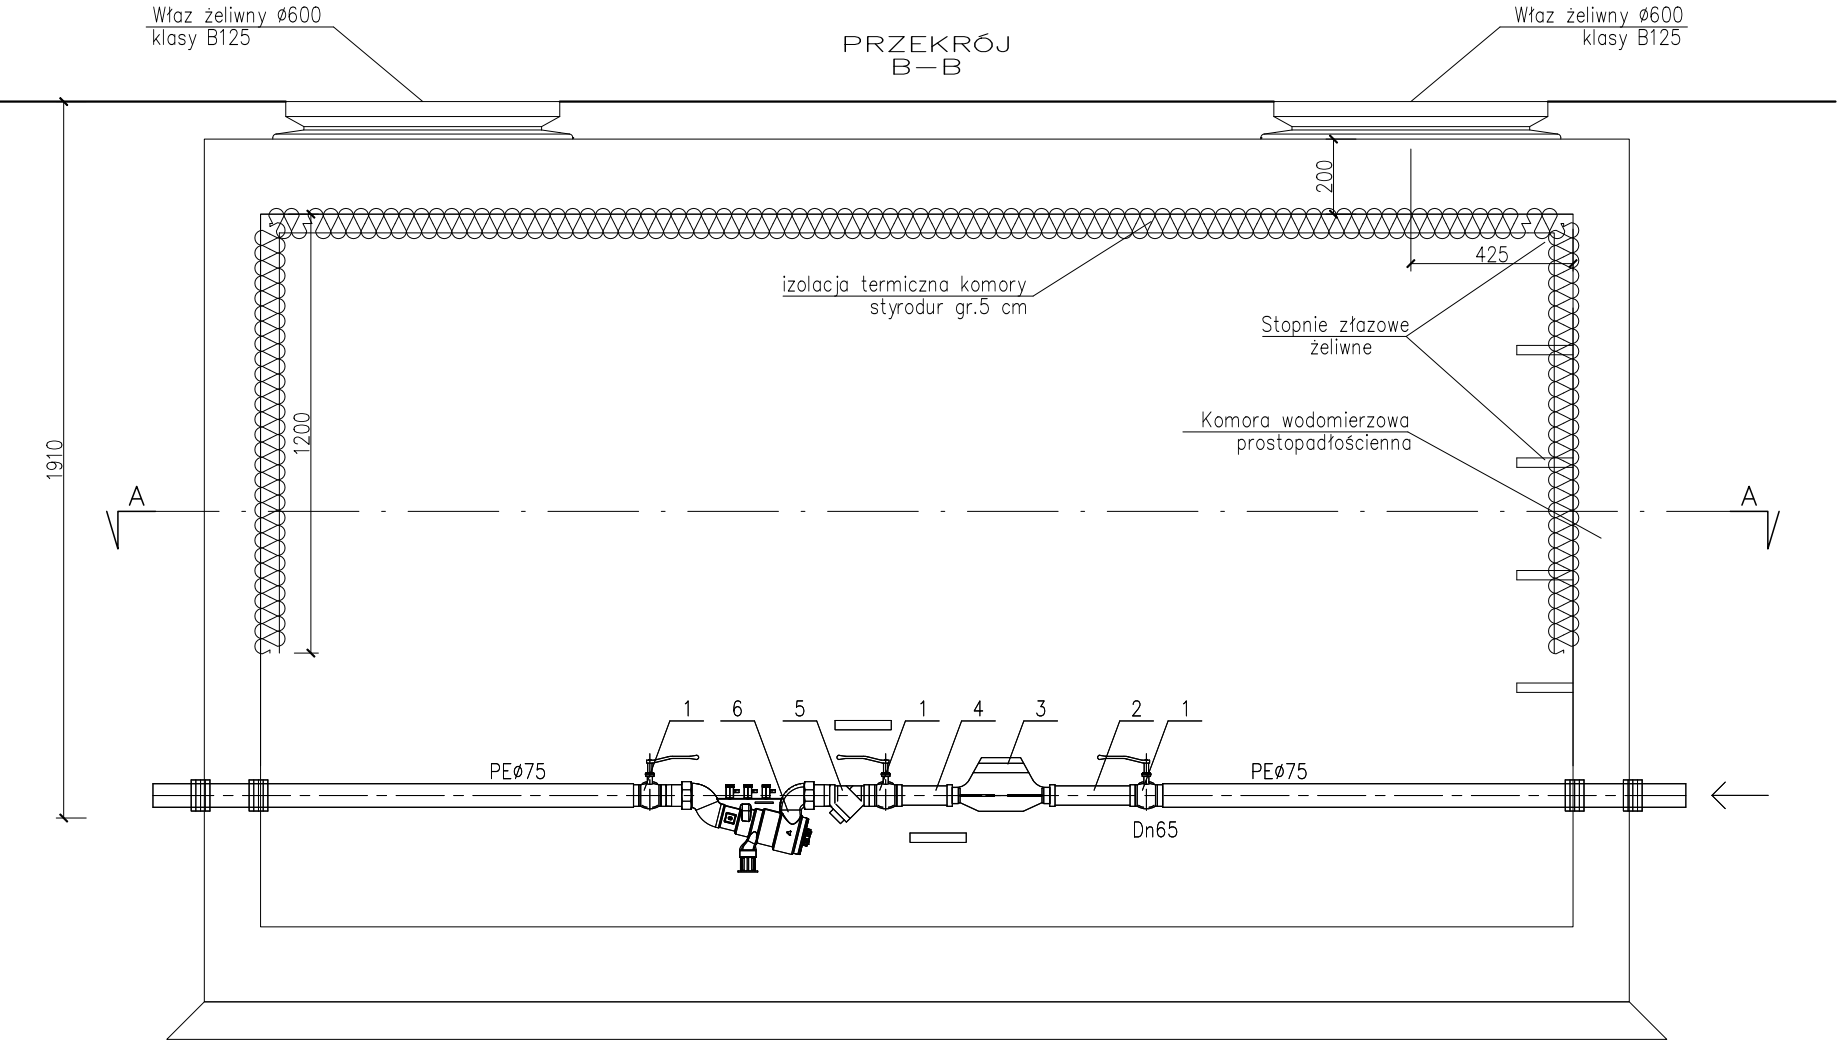 Właz żeliwny ø600
klasy B125
PRZEKRÓJ
B–B
Właz żeliwny ø600
klasy B125
200
425
izolacja termiczna komory
styrodur gr.5 cm
Stopnie złazowe
żeliwne
Komora wodomierzowa
prostopadłościenna
1200
1910
A
A
1
6
5
1
4
3
2
1
PEø75
PEø75
Dn65